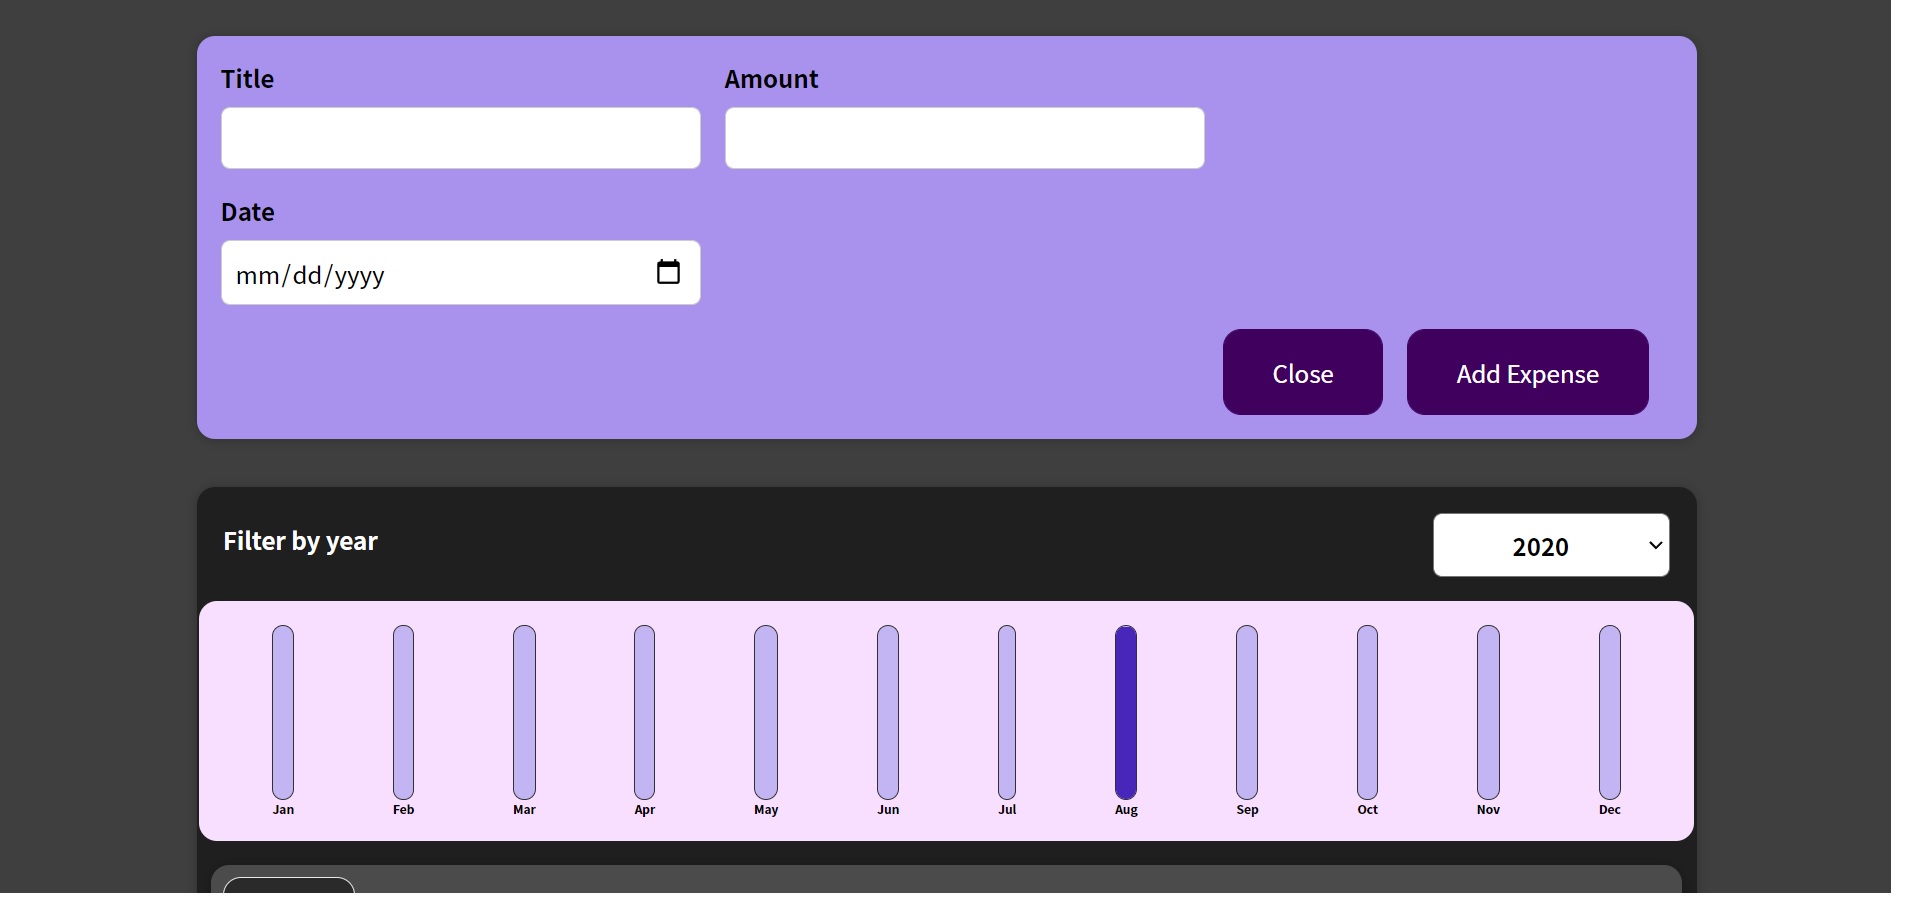 Title Amount
Date
mm/dd/yyyy
Close Add Expense
Filter by year 2020
Jan Feb Mar Apr May Jun Jul Aug Sep Oct Nov Dec